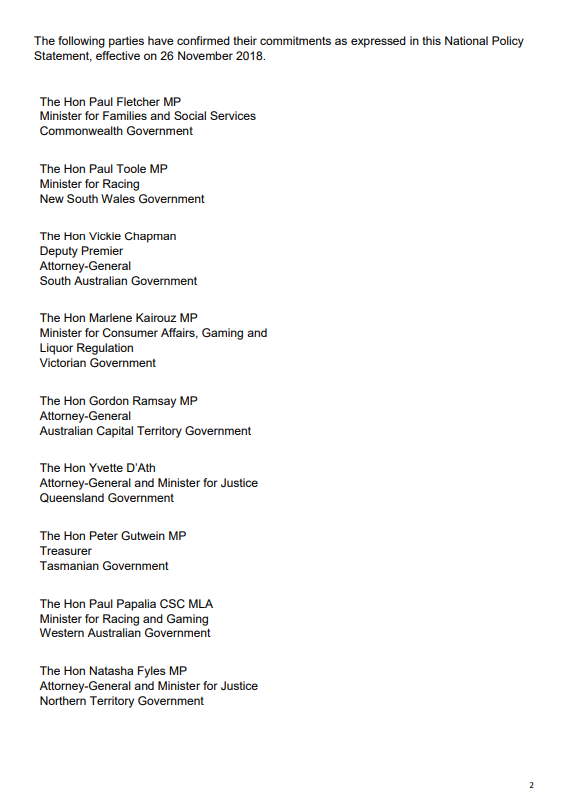 The following parties have confirmed their commitments as expressed in this National Policy
Statement, effective on 26 November 2018.
The Hon Paul Fletcher MP
Minister for Families and Social Services
Commonwealth Government
The Hon Paul Toole MP
Minister for Racing
New South Wales Government
The Hon Vickie Chapman
Deputy Premier
Attorney-General
South Australian Government
The Hon Marlene Kairouz MP
Minister for Consumer Affairs, Gaming and
Liquor Regulation
Victorian Government
The Hon Gordon Ramsay MP
Attorney-General
Australian Capital Territory Government
The Hon Yvette D’Ath
Attorney-General and Minister for Justice
Queensland Government
The Hon Peter Gutwein MP
Treasurer
Tasmanian Government
The Hon Paul Papalia CSC MLA
Minister for Racing and Gaming
Western Australian Government
The Hon Natasha Fyles MP
Attorney-General and Minister for Justice
Northern Territory Government
2